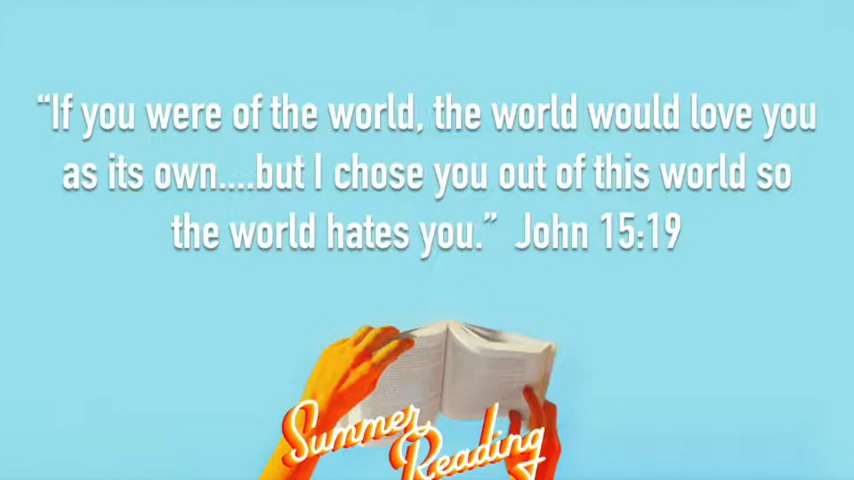 “If you were of the world, the world would love you
as its own....but I chose you out of this world so
the world hates you.” John 15:19
Summer
Reading